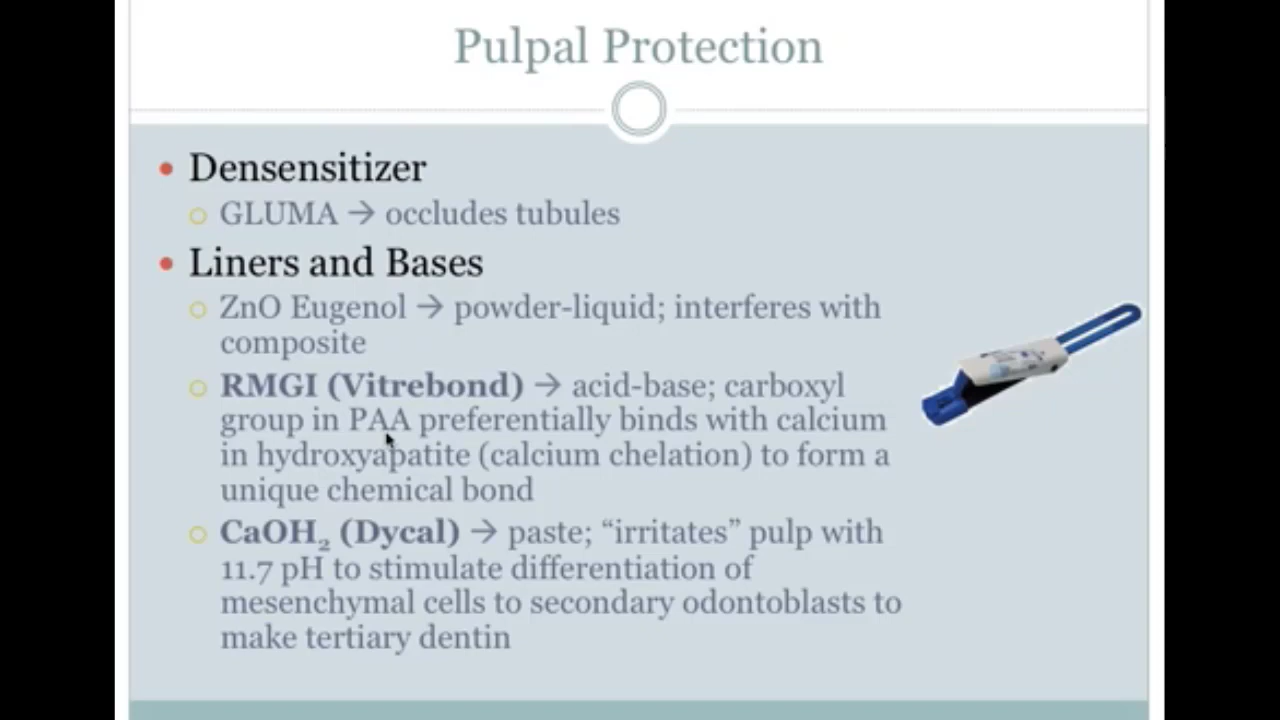 Pulpal Protection
Densensitizer
GLUMA → occludes tubules
Liners and Bases
ZnO Eugenol → powder-liquid; interferes with
composite
RMGI (Vitrebond) → acid-base; carboxyl
group in PAA preferentially binds with calcium
in hydroxyapatite (calcium chelation) to form a
unique chemical bond
CaOH₂ (Dycal) → paste; “irritates” pulp with
11.7 pH to stimulate differentiation of
mesenchymal cells to secondary odontoblasts to
make tertiary dentin